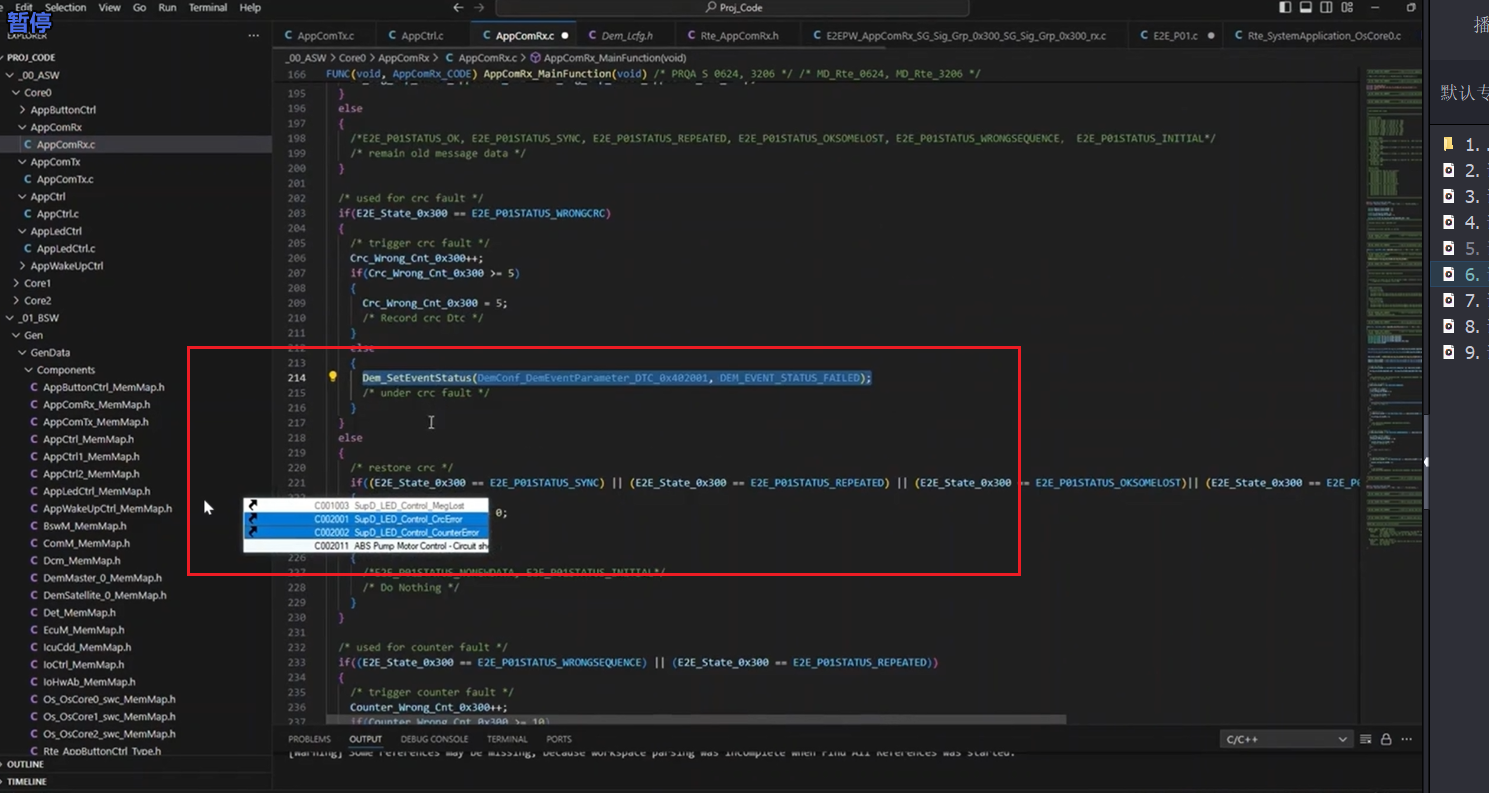 Edit Selection View Go Run Terminal Help
Proj_Code
暂停
EXPLORER
PROJ_CODE
_00_ASW
Core0
AppButtonCtrl
AppComRx
AppComRx.c
AppComTx
AppComTx.c
AppCtrl
AppCtrl.c
AppLedCtrl
AppLedCtrl.c
AppWakeUpCtrl
Core1
Core2
_01_BSW
Gen
GenData
Components
AppButtonCtrl_MemMap.h
AppComRx_MemMap.h
AppComTx_MemMap.h
AppCtrl_MemMap.h
AppCtrl1_MemMap.h
AppCtrl2_MemMap.h
AppLedCtrl_MemMap.h
AppWakeUpCtrl_MemMap.h
BswM_MemMap.h
ComM_MemMap.h
Dcm_MemMap.h
DemMaster_0_MemMap.h
DemSatellite_0_MemMap.h
Det_MemMap.h
EcuM_MemMap.h
IcuCdd_MemMap.h
IoCtrl_MemMap.h
IoHwAb_MemMap.h
Os_OsCore0_swc_MemMap.h
Os_OsCore1_swc_MemMap.h
Os_OsCore2_swc_MemMap.h
Rte_AppButtonCtrl_Type.h
OUTLINE
TIMELINE
AppComTx.c AppCtrl.c AppComRx.c Dem_Lcfg.h Rte_AppComRx.h E2EPW_AppComRx_SG_Sig_Grp_0x300_SG_Sig_Grp_0x300_rx.c E2E_P01.c Rte_SystemApplication_OsCore0.c
_00_ASW > Core0 > AppComRx > AppComRx.c > AppComRx_MainFunction(void)
166 FUNC(void, AppComRx_CODE) AppComRx_MainFunction(void) /* PRQA S 0624, 3206 */ /* MD_Rte_0624, MD_Rte_3206 */
195 }
196 else
197 {
198 /*E2E_P01STATUS_OK, E2E_P01STATUS_SYNC, E2E_P01STATUS_REPEATED, E2E_P01STATUS_OKSOMELOST, E2E_P01STATUS_WRONGSEQUENCE, E2E_P01STATUS_INITIAL*/
199 /* remain old message data */
200 }
201
202 /* used for crc fault */
203 if(E2E_State_0x300 == E2E_P01STATUS_WRONGCRC)
204 {
205 /* trigger crc fault */
206 Crc_Wrong_Cnt_0x300++;
207 if(Crc_Wrong_Cnt_0x300 >= 5)
208 {
209 Crc_Wrong_Cnt_0x300 = 5;
210 /* Record crc Dtc */
211 }
212 else
213 {
214 Dem_SetEventStatus(DemConf_DemEventParameter_DTC_0x402001, DEM_EVENT_STATUS_FAILED);
215 /* under crc fault */
216 }
217 }
218 else
219 {
220 /* restore crc */
221 if((E2E_State_0x300 == E2E_P01STATUS_SYNC) || (E2E_State_0x300 == E2E_P01STATUS_REPEATED) || (E2E_State_0x300 == E2E_P01STATUS_OKSOMELOST)|| (E2E_State_0x300 == E2E_P
C001003 SupD_LED_Control_MegLost
C002001 SupD_LED_Control_CrcError
0;
C002002 SupD_LED_Control_CounterError
C002011 ABS Pump Motor Control - Circuit sh
226 {
227 /*E2E_P01STATUS_NONEWDATA, E2E_P01STATUS_INITIAL*/
228 /* Do Nothing */
229 }
230 }
231
232 /* used for counter fault */
233 if((E2E_State_0x300 == E2E_P01STATUS_WRONGSEQUENCE) || (E2E_State_0x300 == E2E_P01STATUS_REPEATED))
234 {
235 /* trigger counter fault */
236 Counter_Wrong_Cnt_0x300++;
237 if(Counter_Wrong_Cnt_0x300 >= 10)
PROBLEMS OUTPUT DEBUG CONSOLE TERMINAL PORTS
C/C++
[Warning] Some references may be missing, because workspace parsing was incomplete when Find All References was started.
播
默认专
1.
2.
3.
4.
5.
6.
7.
8.
9.